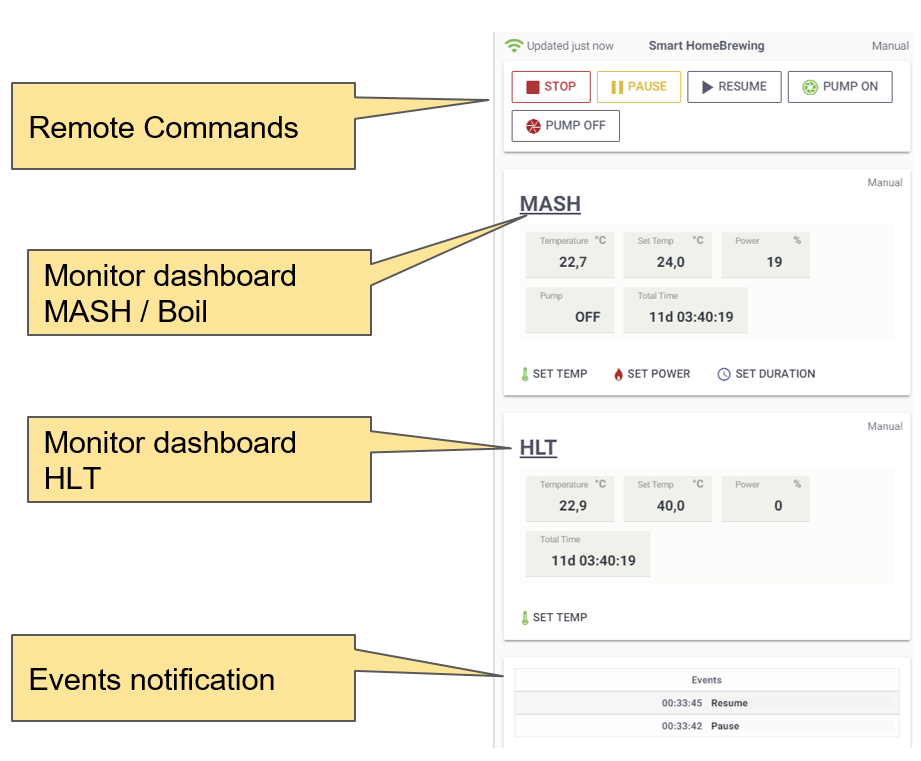 Updated just now Smart HomeBrewing Manual
STOP PAUSE RESUME PUMP ON
PUMP OFF
Remote Commands
Manual
MASH
Temperature °C Set Temp °C Power %
22,7 24,0 19
Pump Total Time
OFF 11d 03:40:19
SET TEMP SET POWER SET DURATION
Monitor dashboard
MASH / Boil
Manual
HLT
Temperature °C Set Temp °C Power %
22,9 40,0 0
Total Time
11d 03:40:19
SET TEMP
Monitor dashboard
HLT
Events
00:33:45 Resume
00:33:42 Pause
Events notification